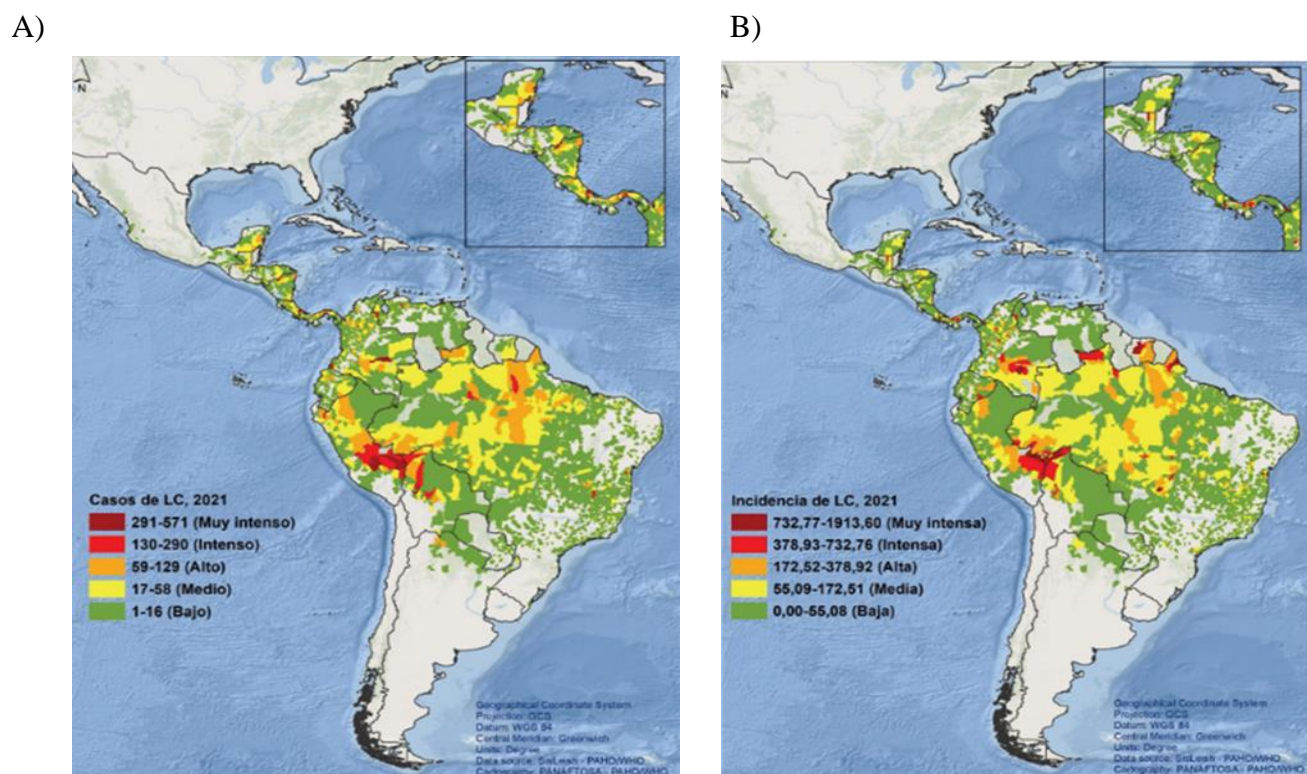 A)
B)
N
N
Casos de LC, 2021
291-571 (Muy intenso)
130-290 (Intenso)
59-129 (Alto)
17-58 (Medio)
1-16 (Bajo)
Geographical Coordinate System
Projection: GCS
Datum: WGS 84
Central Meridian: Greenwich
Units: Degree
Data source: SisLeish - PAHO/WHO
Cartography: PANAFTOSA - PAHO/WHO
Incidencia de LC, 2021
732,77-1913,60 (Muy intensa)
378,93-732,76 (Intensa)
172,52-378,92 (Alta)
55,09-172,51 (Media)
0,00-55,08 (Baja)
Geographical Coordinate System
Projection: GCS
Datum: WGS 84
Central Meridian: Greenwich
Units: Degree
Data source: SisLeish - PAHO/WHO
Cartography: PANAFTOSA - PAHO/WHO